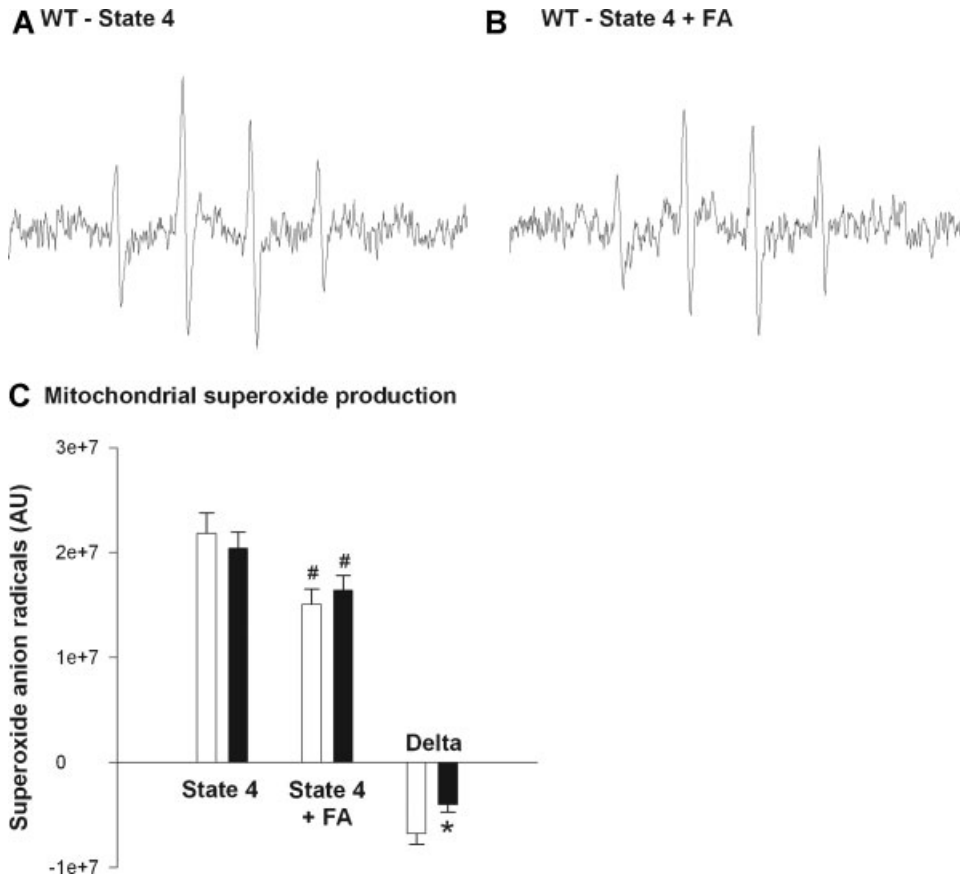 A WT - State 4
B WT - State 4 + FA
C Mitochondrial superoxide production
Superoxide anion radicals (AU)
3e+7
2e+7
1e+7
0
-1e+7
# #
Delta
State 4
State 4
+ FA
*